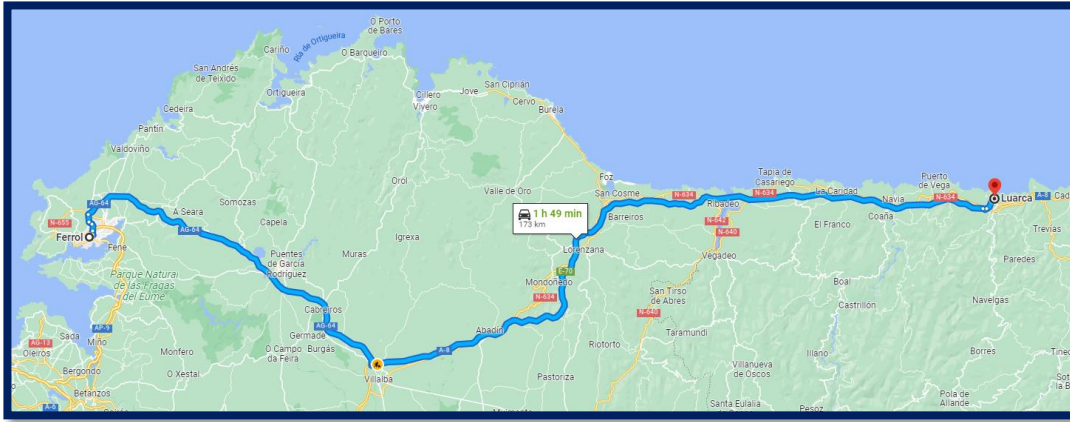 O Porto
de Bares
Cariño
Ria de Ortigueira
O Barqueiro
San Andrés
de Teixido
Ortigueira
Cillero
Vivero
Jove
San Ciprián
Cervo
Burela
Cedeira
Pantín
Valdoviño
AG-64
N-655
Ferrol
Fene
A Seara
AG-64
Somozas
Capela
Orol
Valle de Oro
Igrexa
Muras
Puentes
de García
Rodríguez
Parque Natural
de las Fragas
del Eume
Foz
San Cosme
Barreiros
1 h 49 min
173 km
Lorenzana
E-70
Mondoñedo
N-634
N-634
Ribadeo
N-642
N-640
Vegadeo
Tapia de
Casariego
N-634
La Caridad
El Franco
Navia
Coaña
Puerto
de Vega
N-634
Luarca
A-8
Cad
Trevias
Paredes
Boal
Castrillón
Navelgas
San Tirso
de Abres
N-640
Taramundi
Riotorto
Villanueva
de Oscos
Illano
Borres
Tinec
Sot
la B
Pola de
Allande
Santa Eulalia
Pesoz
Pastoriza
Abadín
A-8
Villalba
Cabreiros
AG-64
Germade
O Campo
da Feira
Burgás
Monfero
O Xestal
AP-9
Miño
Sada
AG-13
Oleiros
Bergondo
Betanzos